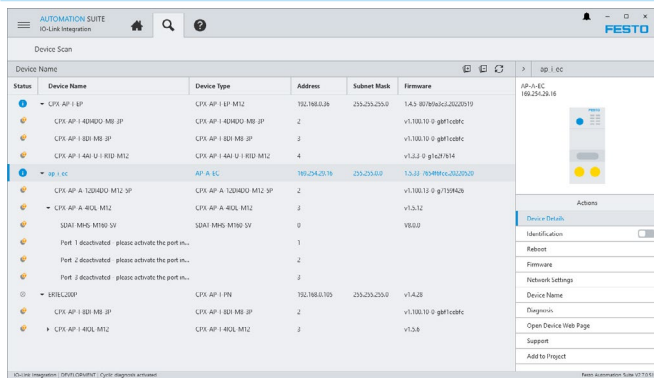 AUTOMATION SUITE
IO-Link Integration
FESTO
Device Scan
Device Name
ap i ec
Status Device Name Device Type Address Subnet Mask Firmware
CPX AP I EP CPX AP I EP M12 192.168.0.36 255.255.255.0
CPX AP I 4DI4DO M8 3P CPX AP I 4DI4DO M8 3P 2 v1.100.10 0 gbf1cebfc
CPX AP I 8DI M8 3P CPX AP I 8DI M8 3P 3 v1.100.10 0 gbf1cebfc
CPX AP I 4AI U I RTD M12 CPX AP I 4AI U I RTD M12 4
ap i ec AP A EC 169.254.29.16 255.255.0.0
CPX AP A 12DI4DO M12 5P CPX AP A 12DI4DO M12 5P 2 v1.100.13 0 g7159f426
CPX AP A 4IOL M12 CPX AP A 4IOL M12 3 v1.5.12
SDAT MHS M160 SV SDAT MHS M160 SV 0 V8.0.0
Port 1 deactivated please activate the port in... 1
Port 2 deactivated please activate the port in... 2
Port 3 deactivated please activate the port in... 3
ERTEC200P CPX AP I PN 192.168.0.105 255.255.255.0 v1.4.28
CPX AP I 8DI M8 3P CPX AP I 8DI M8 3P 2 v1.100.10 0 gbf1cebfc
CPX AP I 4IOL M12 CPX AP I 4IOL M12 3 v1.5.6
AP-A-EC
169.254.29.16
Actions
Device Details
Identification
Reboot
Firmware
Network Settings
Device Name
Diagnosis
Open Device Web Page
Support
Add to Project
IO-Link Integration | DEVELOPMENT | Cyclic diagnosis activated
Festo Automation Suite